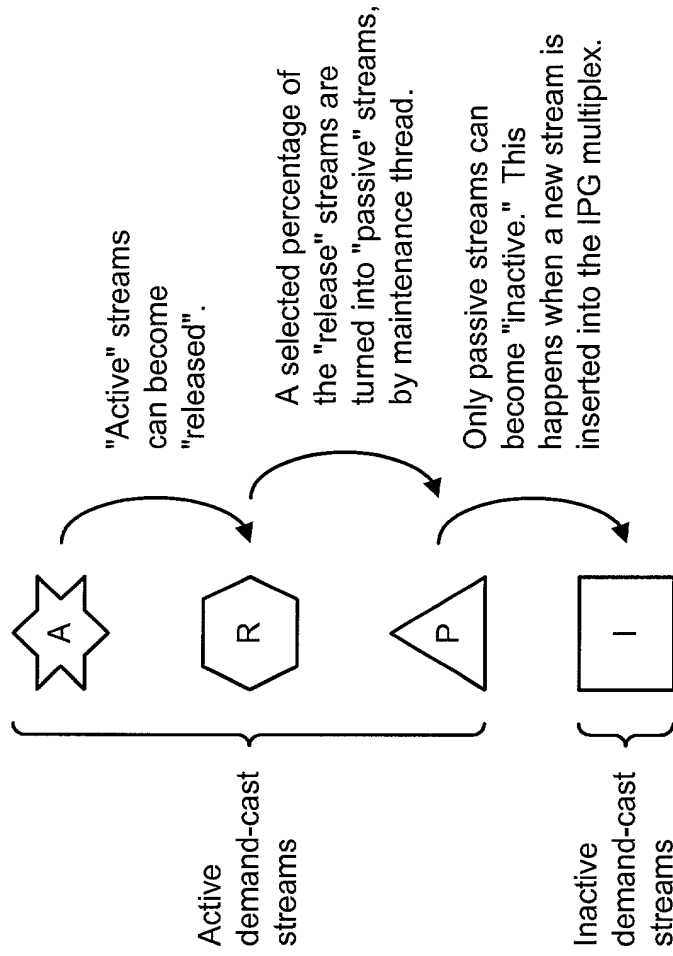 Active
demand-cast
streams
Inactive
demand-cast
streams
A
R
P
I
"Active" streams
can become
"released".
A selected percentage of
the "release" streams are
turned into "passive" streams,
by maintenance thread.
Only passive streams can
become "inactive." This
happens when a new stream is
inserted into the IPG multiplex.